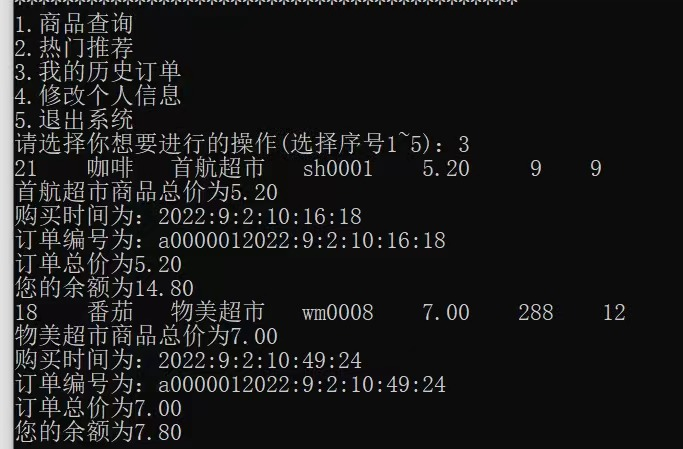 ******************************************
1.商品查询
2.热门推荐
3.我的历史订单
4.修改个人信息
5.退出系统
请选择你想要进行的操作(选择序号1~5): 3
21 咖啡 首航超市 sh0001 5.20 9 9
首航超市商品总价为5.20
购买时间为: 2022:9:2:10:16:18
订单编号为: a0000012022:9:2:10:16:18
订单总价为5.20
您的余额为14.80
18 番茄 物美超市 wm0008 7.00 288 12
物美超市商品总价为7.00
购买时间为: 2022:9:2:10:49:24
订单编号为: a0000012022:9:2:10:49:24
订单总价为7.00
您的余额为7.80